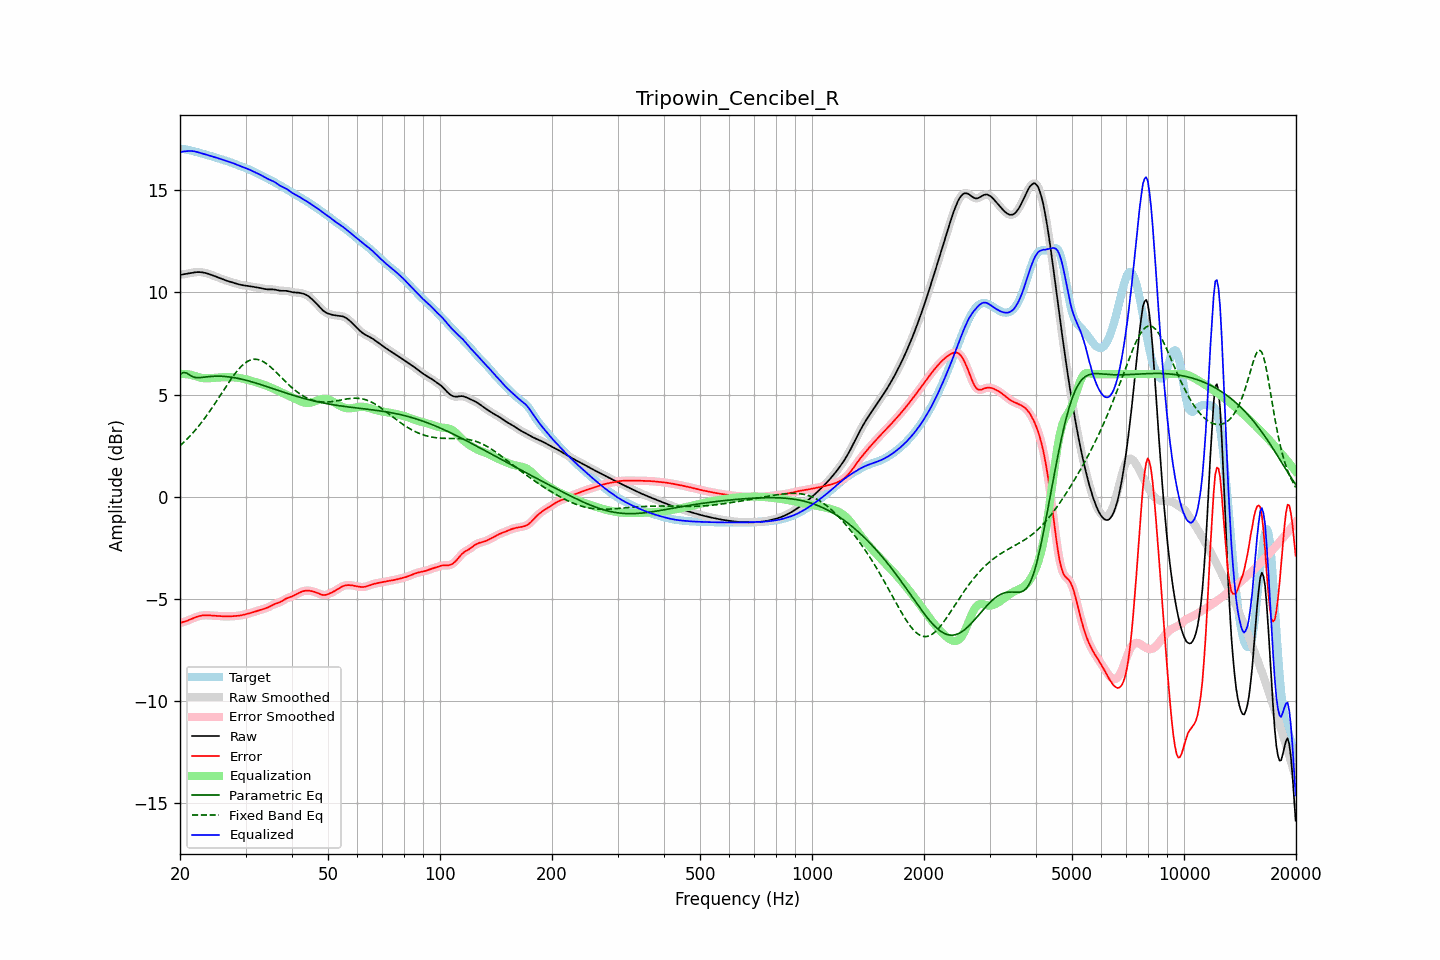 Tripowin_Cencibel_R
Amplitude (dBr)
15
10
5
0
−5
−10
−15
Target
Raw Smoothed
Error Smoothed
Raw
Error
Equalization
Parametric Eq
Fixed Band Eq
Equalized
20 50 100 200 500 1000 2000 5000 10000 20000
Frequency (Hz)